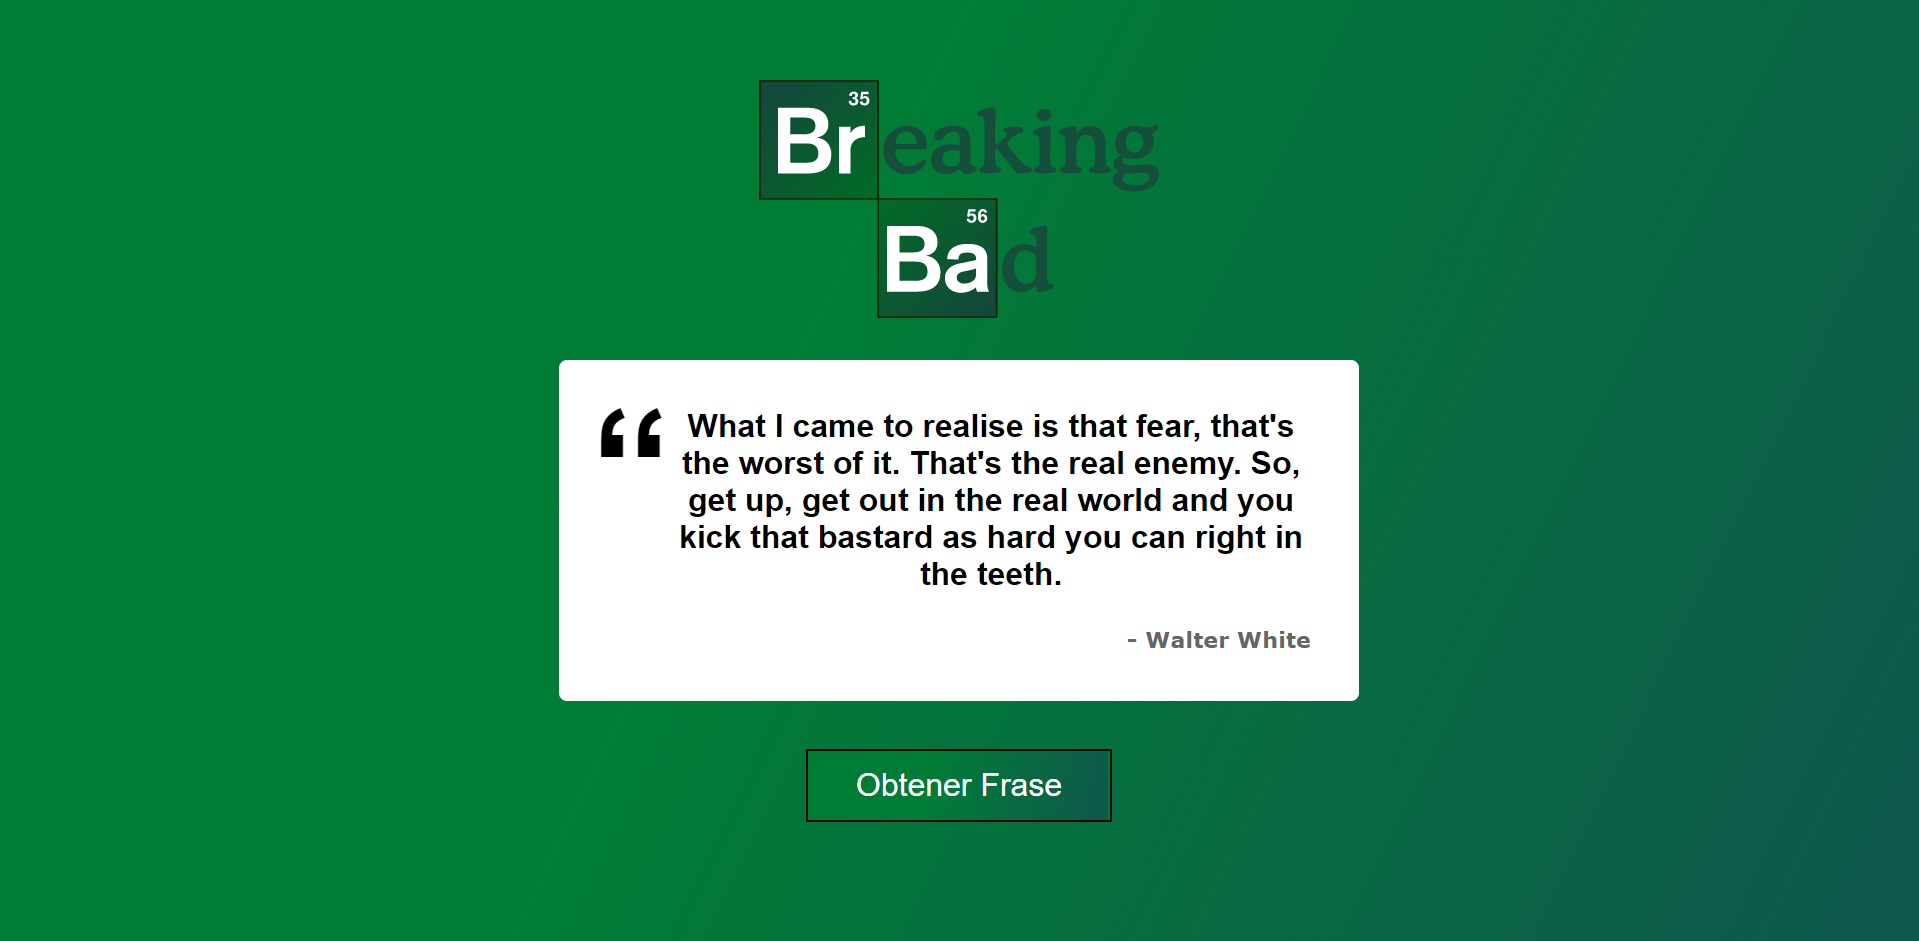 35
Breaking
56
Bad
“ What I came to realise is that fear, that's
the worst of it. That's the real enemy. So,
get up, get out in the real world and you
kick that bastard as hard you can right in
the teeth.
- Walter White
Obtener Frase